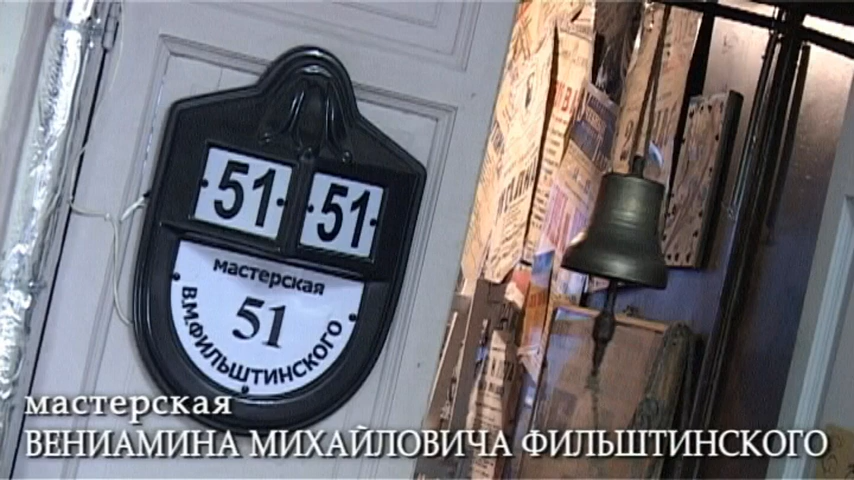 51 51
мастерская
51
В.М.ФИЛЬШТИНСКОГО
мастерская
ВЕНИАМИНА МИХАЙЛОВИЧА ФИЛЬШТИНСКОГО